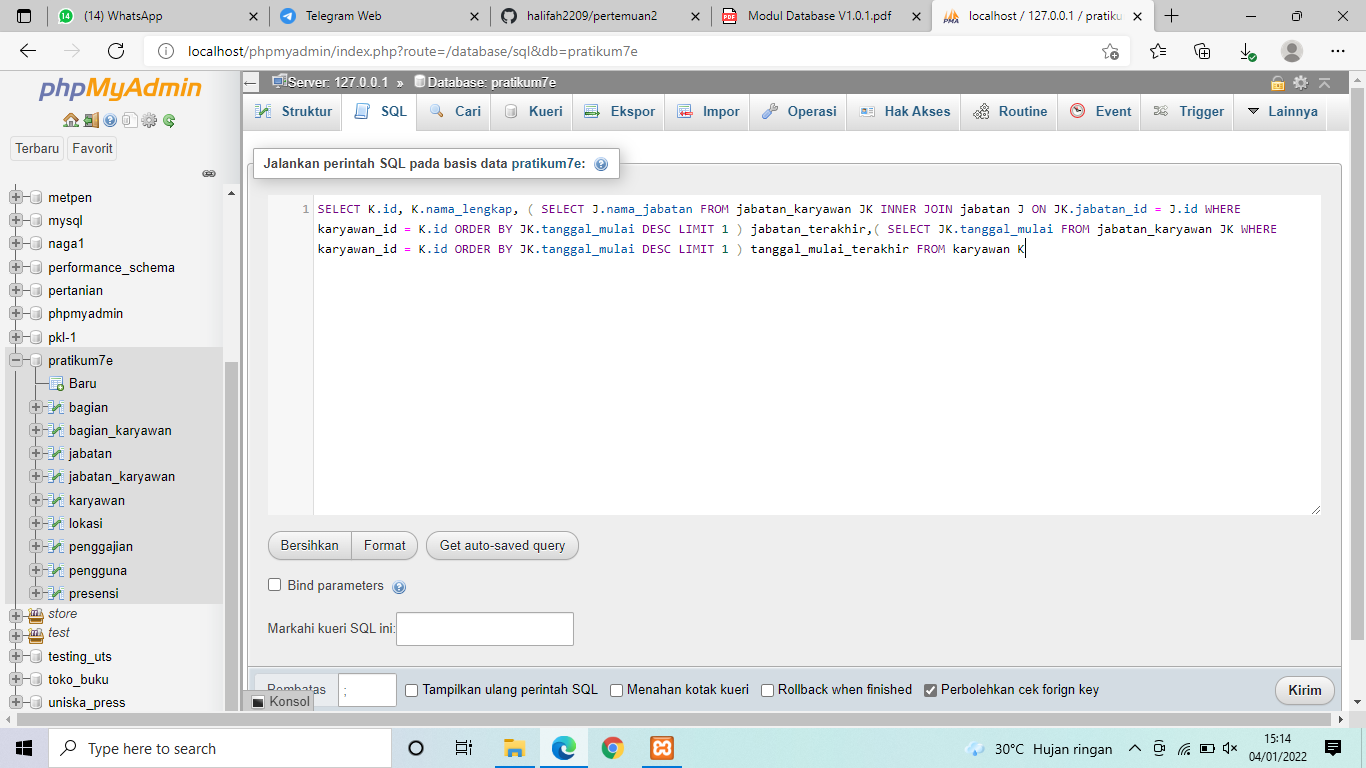 (14) WhatsApp
Telegram Web
halifah2209/pertemuan2
PDF
Modul Database V1.0.1.pdf
PMA
localhost / 127.0.0.1 / pratiku
localhost/phpmyadmin/index.php?route=/database/sql&db=pratikum7e
phpMyAdmin
Terbaru
Favorit
metpen
mysql
naga1
performance_schema
pertanian
phpmyadmin
pkl-1
pratikum7e
Baru
bagian
bagian_karyawan
jabatan
jabatan_karyawan
karyawan
lokasi
penggajian
pengguna
presensi
store
test
testing_uts
toko_buku
uniska_press
Server: 127.0.0.1 » Database: pratikum7e
Struktur
SQL
Cari
Kueri
Ekspor
Impor
Operasi
Hak Akses
Routine
Event
Trigger
Lainnya
Jalankan perintah SQL pada basis data pratikum7e:
1
SELECT K.id, K.nama_lengkap, ( SELECT J.nama_jabatan FROM jabatan_karyawan JK INNER JOIN jabatan J ON JK.jabatan_id = J.id WHERE
karyawan_id = K.id ORDER BY JK.tanggal_mulai DESC LIMIT 1 ) jabatan_terakhir,( SELECT JK.tanggal_mulai FROM jabatan_karyawan JK WHERE
karyawan_id = K.id ORDER BY JK.tanggal_mulai DESC LIMIT 1 ) tanggal_mulai_terakhir FROM karyawan K
Bersihkan
Format
Get auto-saved query
Bind parameters
Markahi kueri SQL ini:
Pembatas
;
Tampilkan ulang perintah SQL
Menahan kotak kueri
Rollback when finished
Perbolehkan cek forign key
Kirim
Konsol
Type here to search
30°C Hujan ringan
15:14
04/01/2022